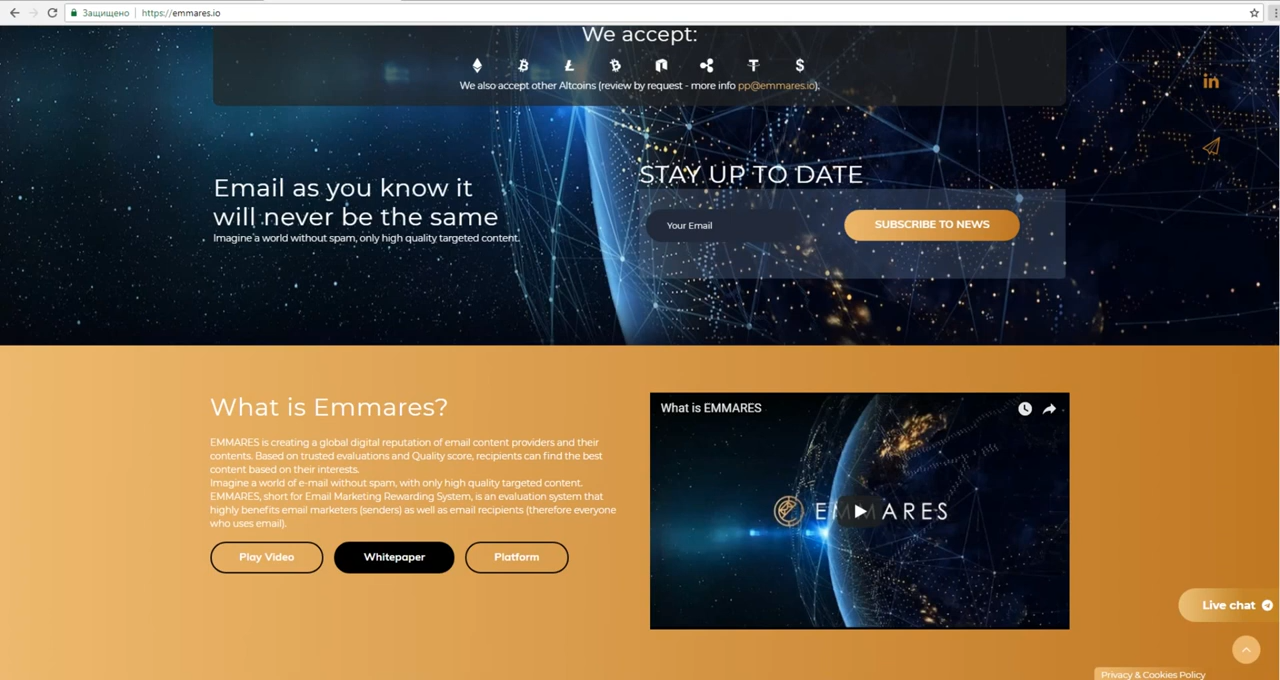 Защищено
https://emmares.io
We accept:
We also accept other Altcoins (review by request - more info pp@emmares.io).
Email as you know it
will never be the same
Imagine a world without spam, only high quality targeted content.
STAY UP TO DATE
Your Email
SUBSCRIBE TO NEWS
What is Emmares?
EMMARES is creating a global digital reputation of email content providers and their
contents. Based on trusted evaluations and Quality score, recipients can find the best
content based on their interests.
Imagine a world of e-mail without spam, with only high quality targeted content.
EMMARES, short for Email Marketing Rewarding System, is an evaluation system that
highly benefits email marketers (senders) as well as email recipients (therefore everyone
who uses email).
Play Video
Whitepaper
Platform
What is EMMARES
EMMARES
Live chat
Privacy & Cookies Policy